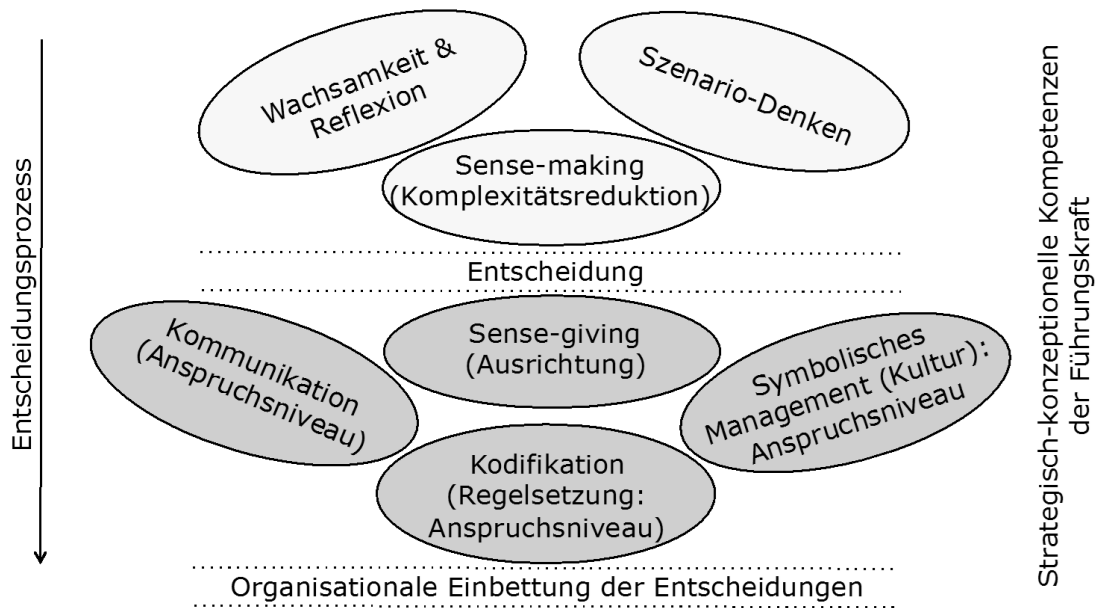 Entscheidungsprozess
Wachsamkeit &
Reflexion
Szenario-Denken
Sense-making
(Komplexitätsreduktion)
Entscheidung
Kommunikation
(Anspruchsniveau)
Sense-giving
(Ausrichtung)
Symbolisches
Management (Kultur):
Anspruchsniveau
Kodifikation
(Regelsetzung:
Anspruchsniveau)
Organisationale Einbettung der Entscheidungen
Strategisch-konzeptionelle Kompetenzen
der Führungskraft